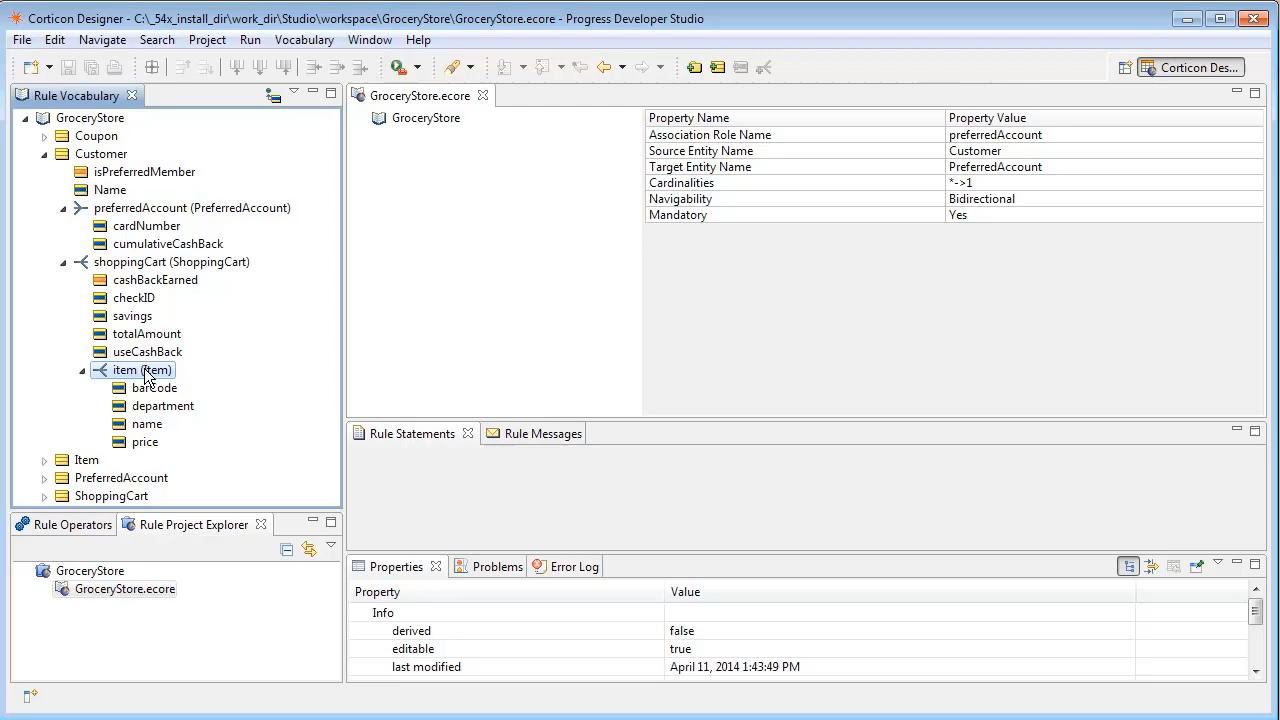 Corticon Designer - C:\_54x_install_dir\work_dir\Studio\workspace\GroceryStore\GroceryStore.ecore - Progress Developer Studio
File Edit Navigate Search Project Run Corticon Vocabulary Window Help
Corticon Des...
Rule Vocabulary
GroceryStore
Coupon
Customer
isPreferredMember
Name
preferredAccount (PreferredAccount)
cardNumber
cumulativeCashBack
shoppingCart (ShoppingCart)
cashBackEarned
checkID
savings
totalAmount
useCashBack
item (Item)
barCode
department
name
price
Item
PreferredAccount
ShoppingCart
Rule Operators Rule Project Explorer
GroceryStore
GroceryStore.ecore
GroceryStore.ecore
GroceryStore
Property Name Property Value
Association Role Name preferredAccount
Source Entity Name Customer
Target Entity Name PreferredAccount
Cardinalities *->1
Navigability Bidirectional
Mandatory Yes
Rule Statements Rule Messages
Properties Problems Error Log
Property Value
Info
derived false
editable true
last modified April 11, 2014 1:43:49 PM